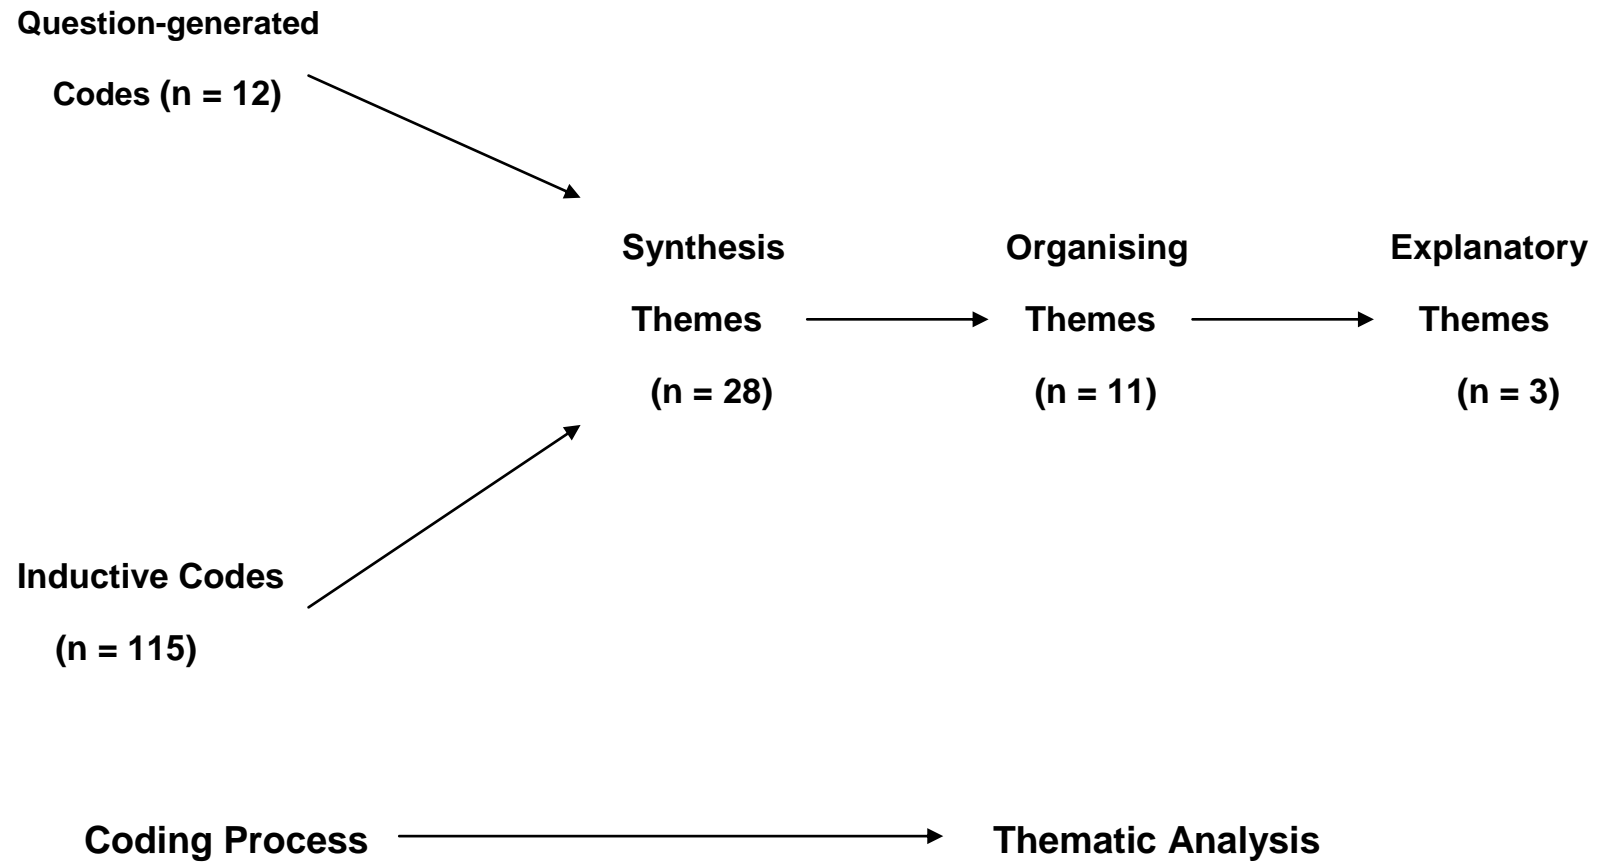 Question-generated
Codes (n = 12)
Synthesis
Themes
(n = 28)
Organising
Themes
(n = 11)
Explanatory
Themes
(n = 3)
Inductive Codes
(n = 115)
Coding Process
Thematic Analysis